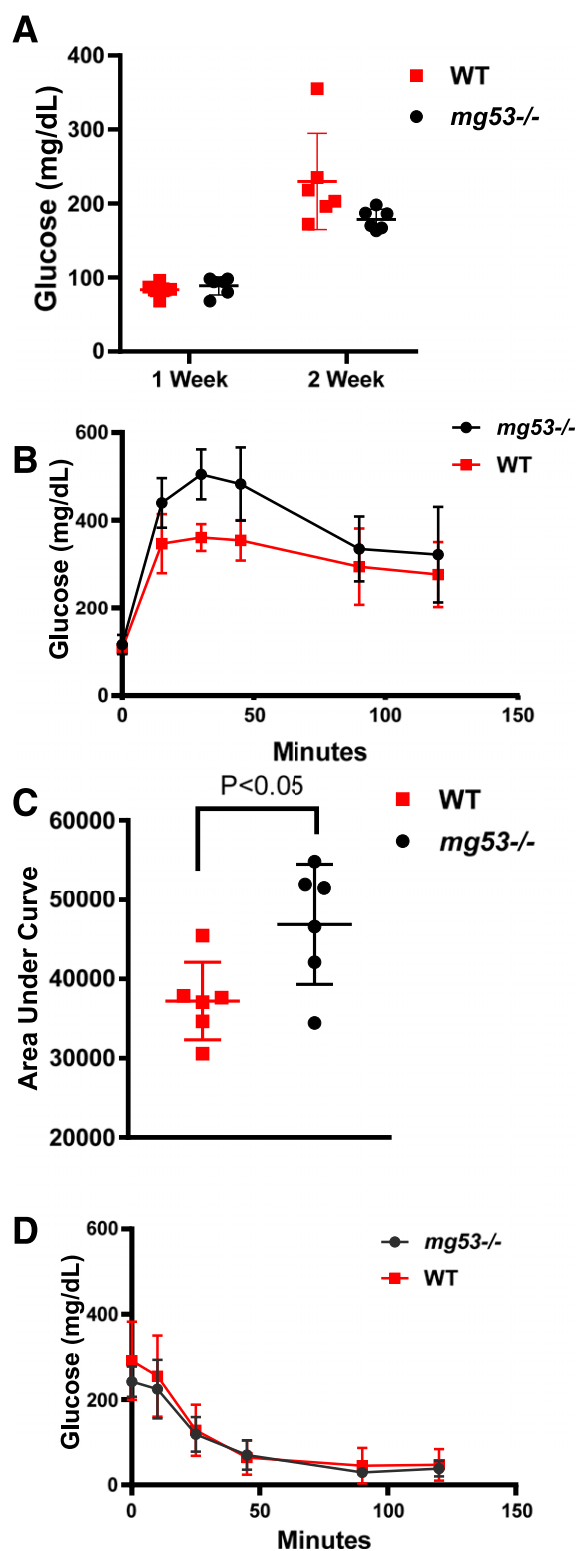 A
Glucose (mg/dL)
400
300
200
100
0
1 Week
2 Week
WT
mg53-/-
B
Glucose (mg/dL)
600
400
200
0
0
50
100
150
Minutes
mg53-/-
WT
C
P<0.05
WT
mg53-/-
Area Under Curve
60000
50000
40000
30000
20000
D
Glucose (mg/dL)
600
400
200
0
0
50
100
150
Minutes
mg53-/-
WT